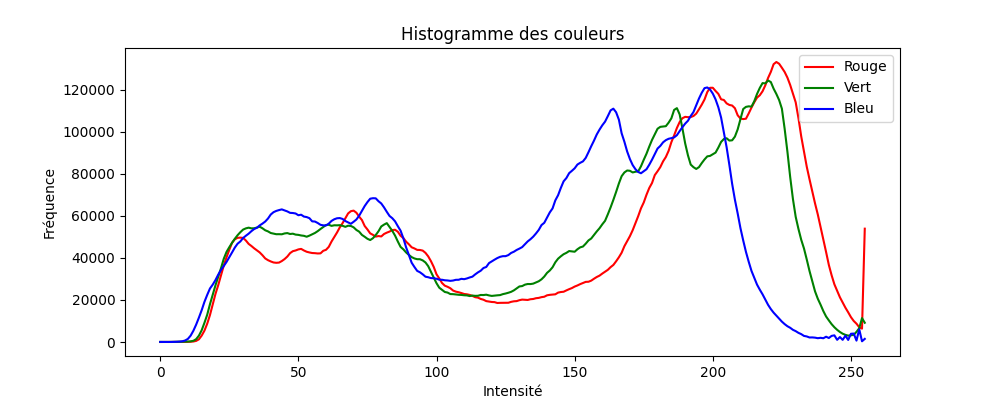 Histogramme des couleurs
Rouge
Vert
Bleu
Fréquence
120000
100000
80000
60000
40000
20000
0
0 50 100 150 200 250
Intensité